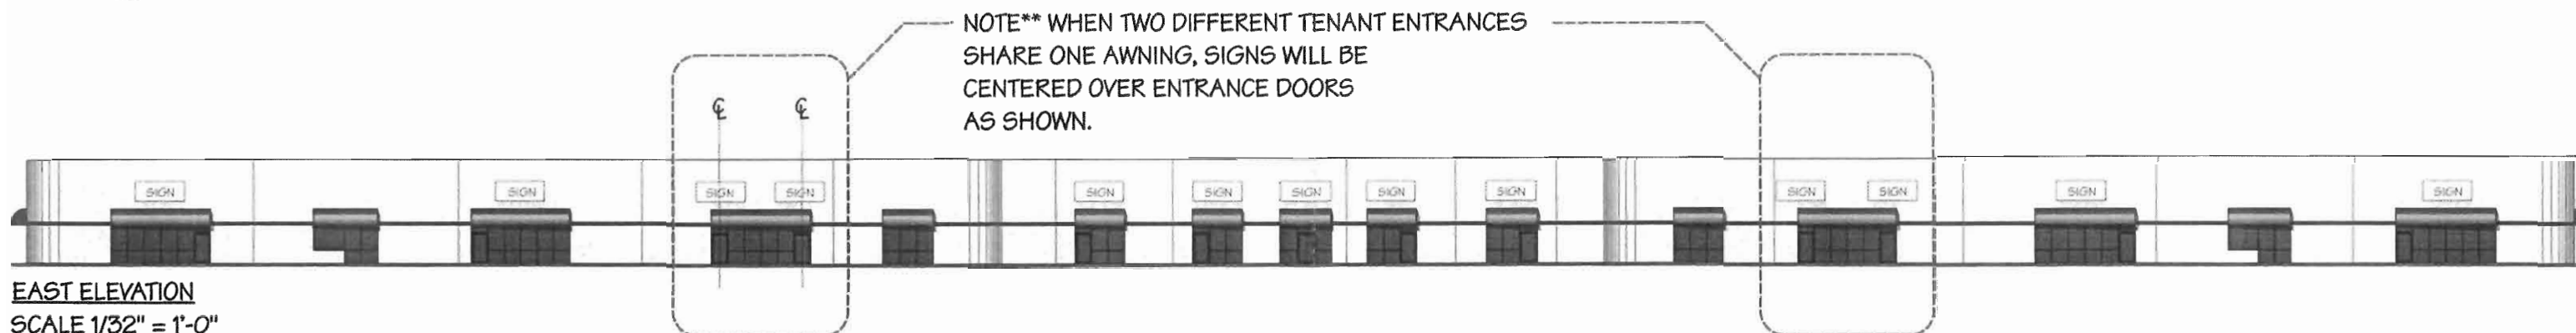 NOTE** WHEN TWO DIFFERENT TENANT ENTRANCES
SHARE ONE AWNING, SIGNS WILL BE
CENTERED OVER ENTRANCE DOORS
AS SHOWN.
℄ ℄
SIGN SIGN SIGN SIGN SIGN SIGN SIGN SIGN SIGN SIGN SIGN SIGN SIGN
EAST ELEVATION
SCALE 1/32" = 1'-0"